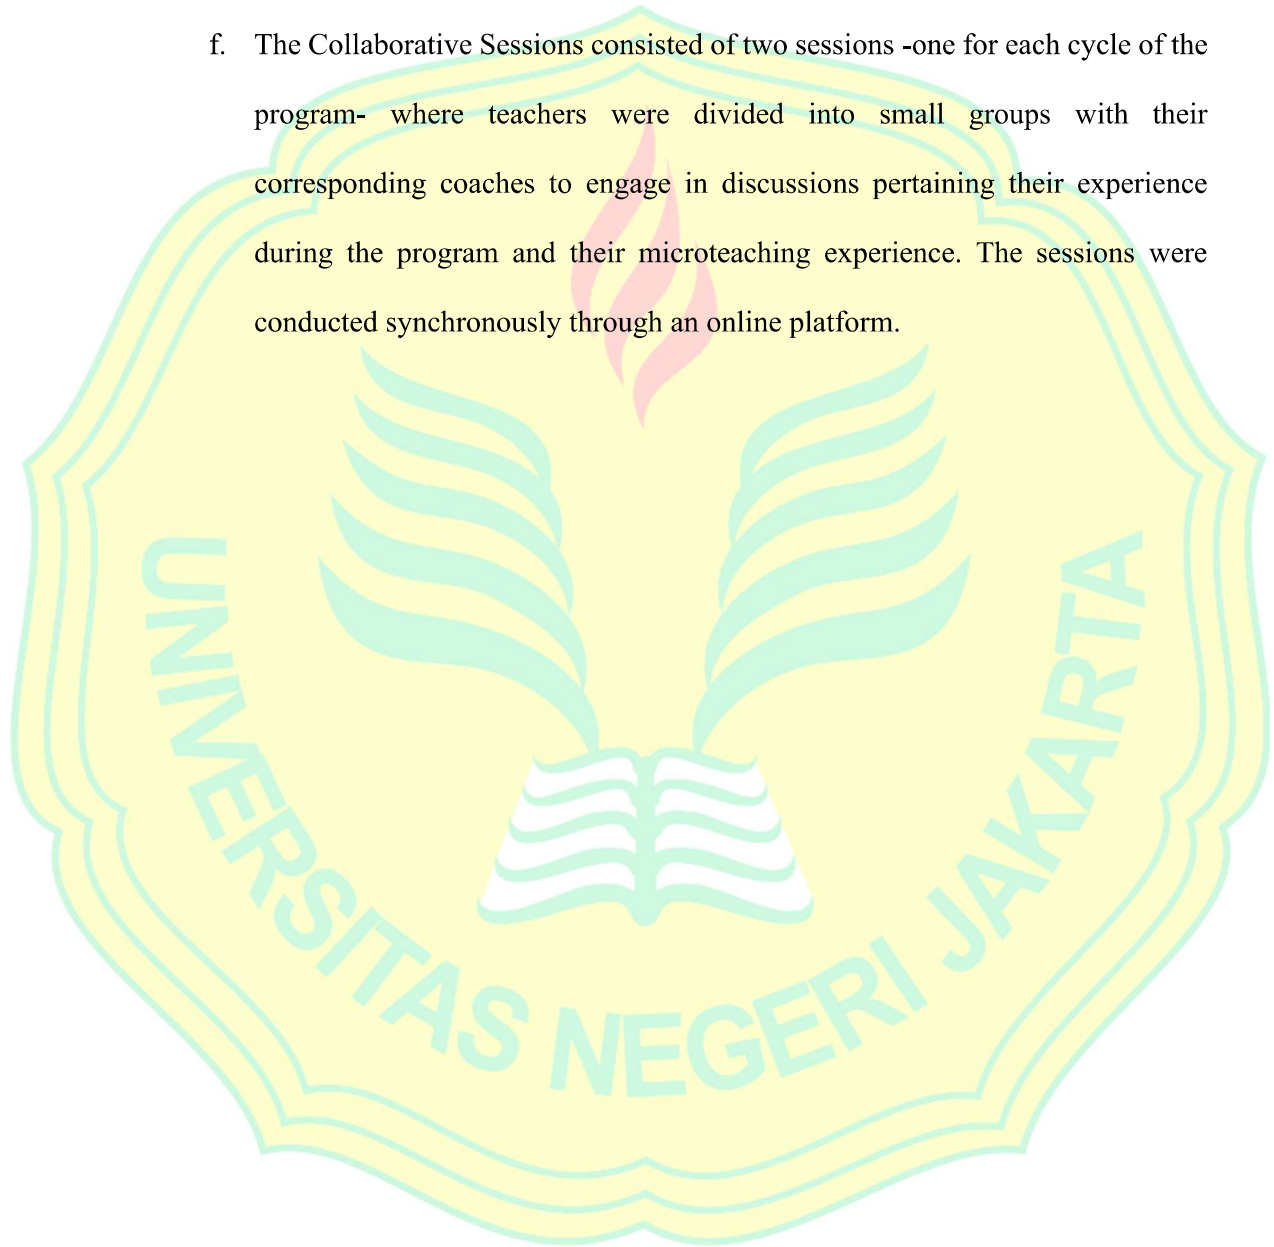 f. The Collaborative Sessions consisted of two sessions -one for each cycle of the
program- where teachers were divided into small groups with their
corresponding coaches to engage in discussions pertaining their experience
during the program and their microteaching experience. The sessions were
conducted synchronously through an online platform.
UNIVERSITAS NEGERI JAKARTA